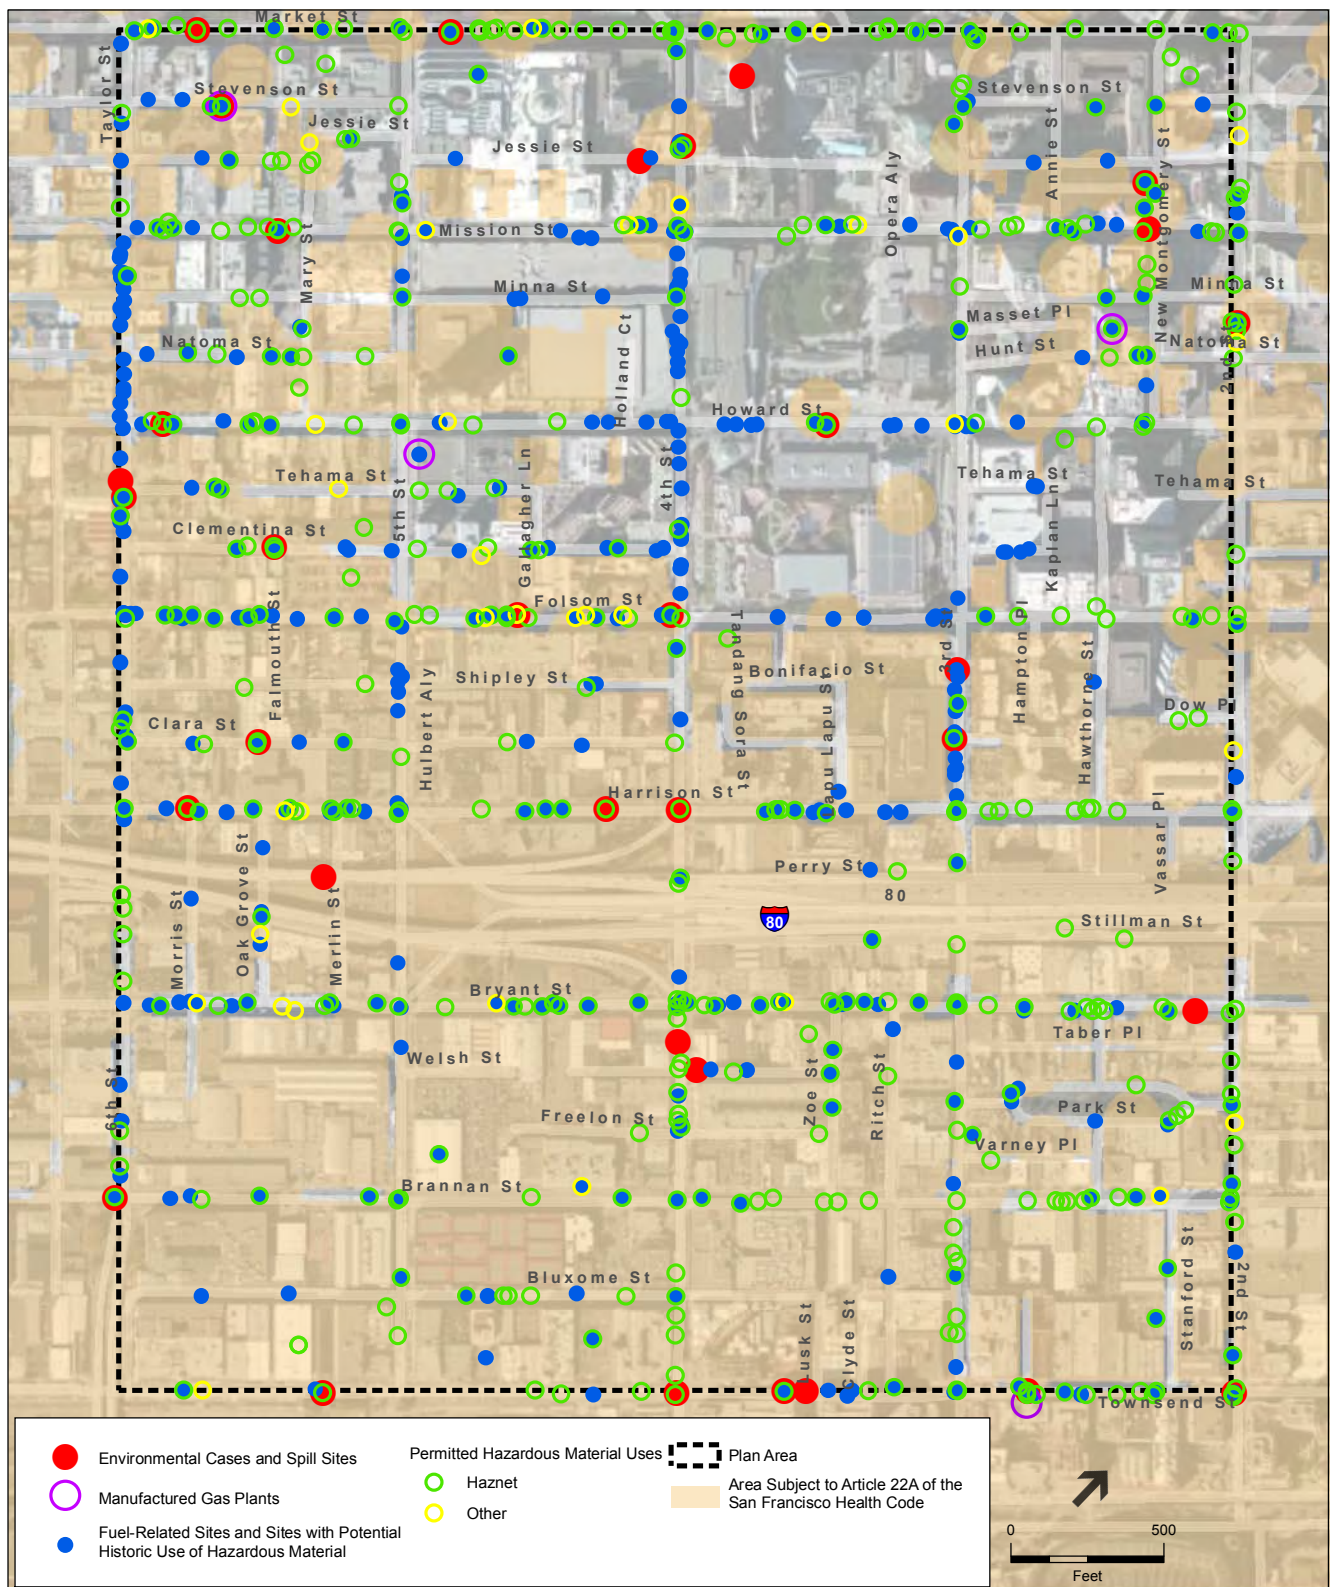 Market St
Taylor St
Stevenson St
Stevenson St
Jessie St
Jessie St
Annie St
Opera Aly
New Montgomery St
Mission St
Mary St
Minna St
Minna St
Masset Pl
Natoma St
Holland Ct
Hunt St
Natoma St
2nd St
Howard St
Tehama St
Gallagher Ln
4th St
Tehama St
Tehama St
5th St
Clementina St
Kaplan Ln
Folsom St
Falmouth St
Tandang Sora St
3rd St
Hampton Pl
Bonifacio St
Shipley St
Hulbert Aly
Lapu Lapu St
Hawthorne St
Dow Pl
Clara St
Harrison St
Vassar Pl
Oak Grove St
Perry St
80
80
Morris St
Merlin St
Stillman St
Bryant St
Taber Pl
Welsh St
6th St
Zoe St
Ritch St
Park St
Freelon St
Varney Pl
Brannan St
Stanford St
2nd St
Bluxome St
Lusk St
Clyde St
Townsend St
Environmental Cases and Spill Sites
Manufactured Gas Plants
Fuel-Related Sites and Sites with Potential
Historic Use of Hazardous Material
Permitted Hazardous Material Uses
Haznet
Other
Plan Area
Area Subject to Article 22A of the
San Francisco Health Code
0 500
Feet